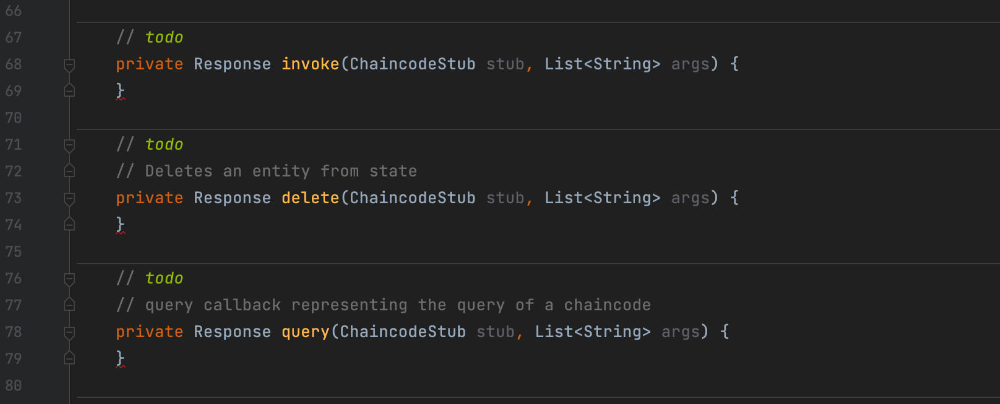 66
67 // todo
68 private Response invoke(ChaincodeStub stub, List<String> args) {
69 }
70
71 // todo
72 // Deletes an entity from state
73 private Response delete(ChaincodeStub stub, List<String> args) {
74 }
75
76 // todo
77 // query callback representing the query of a chaincode
78 private Response query(ChaincodeStub stub, List<String> args) {
79 }
80